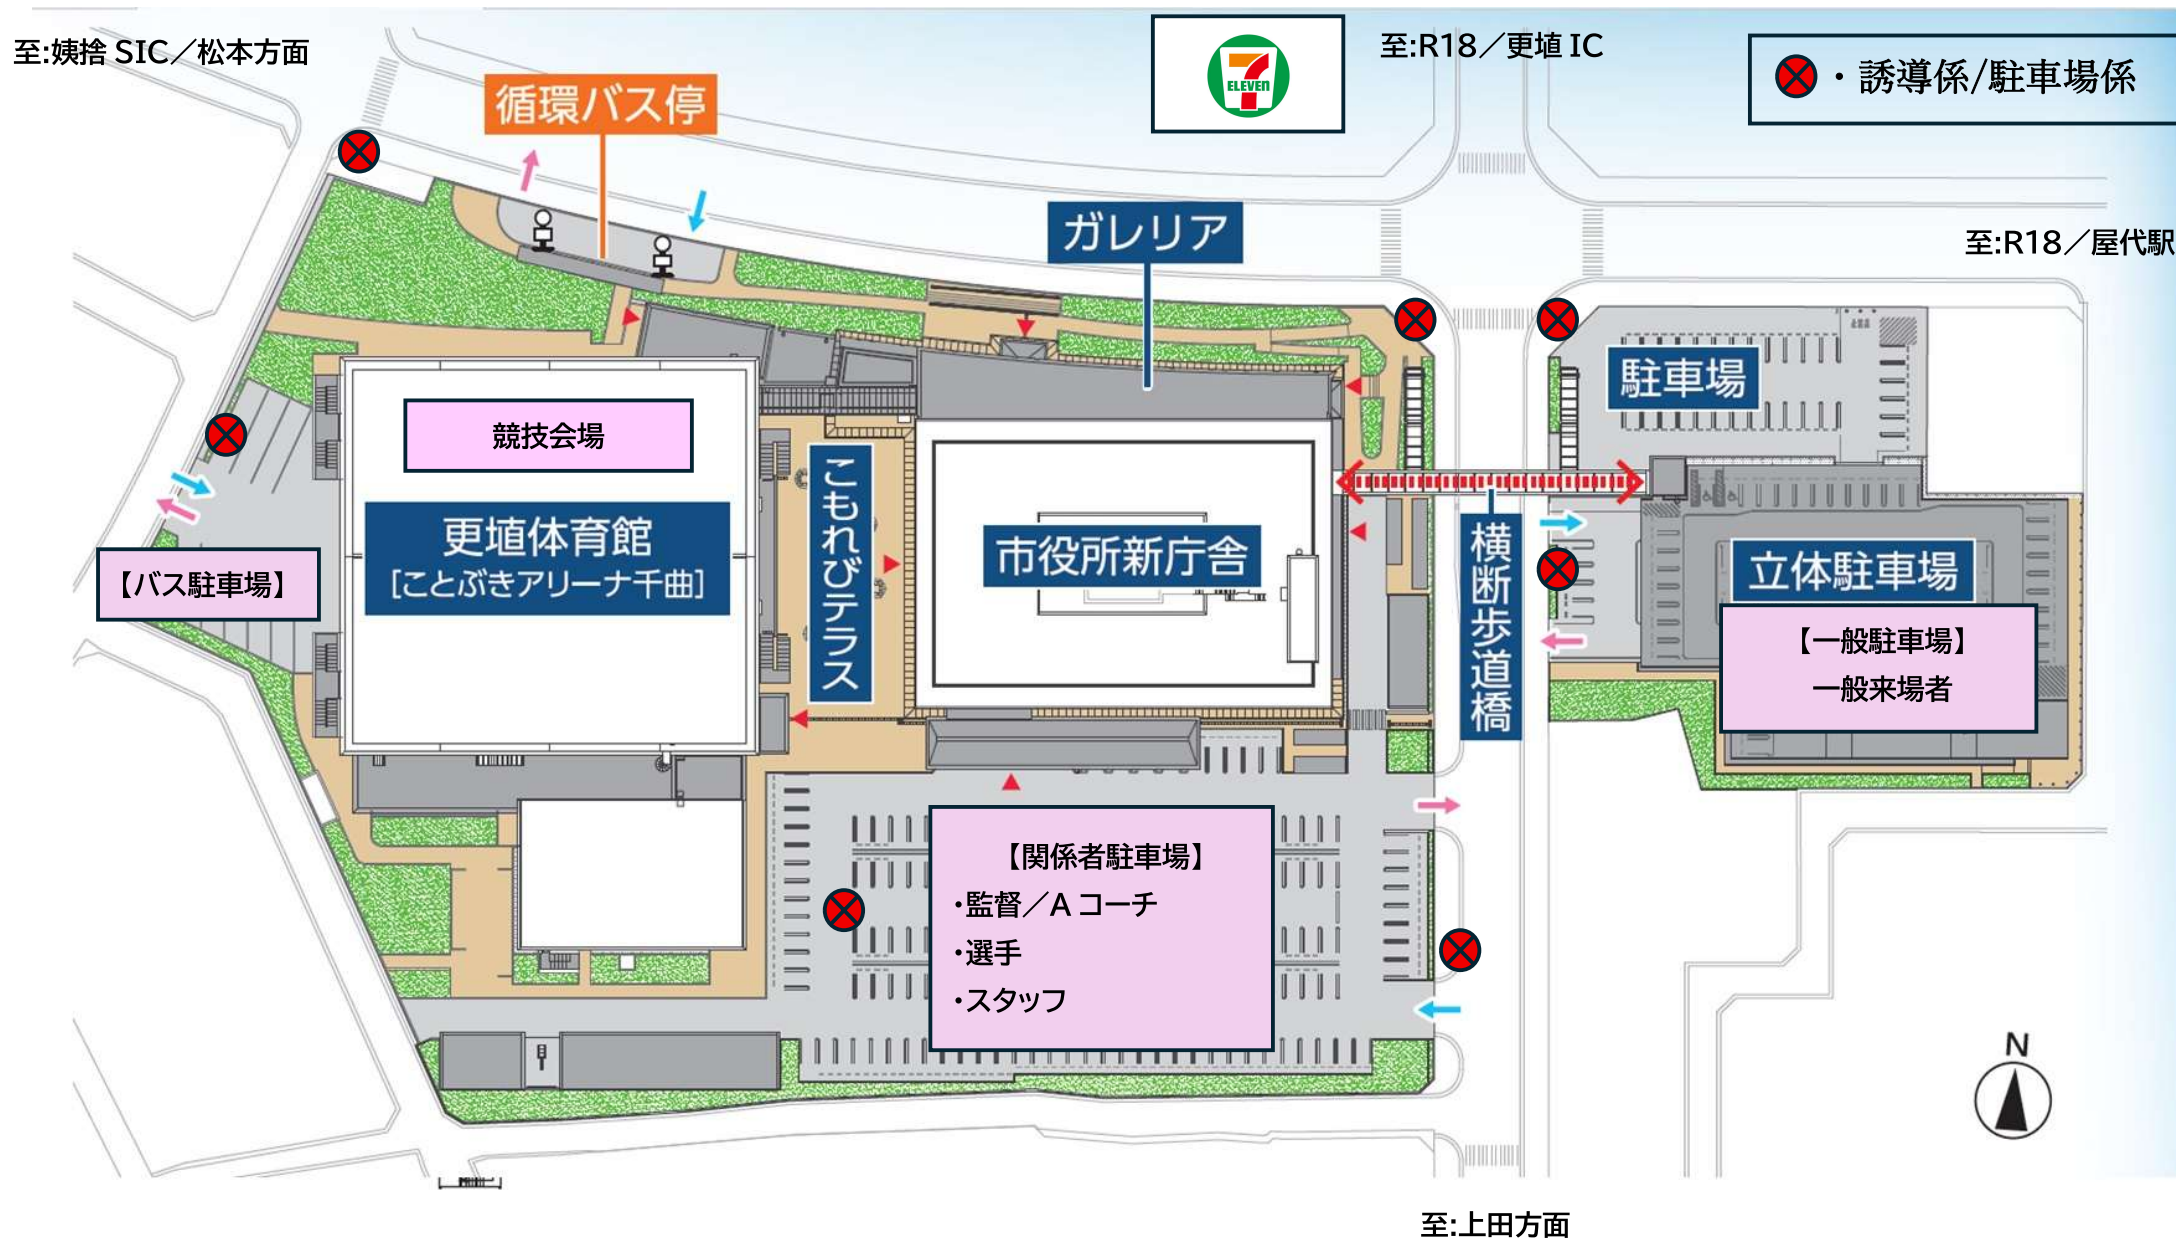 至:姨捨 SIC／松本方面
循環バス停
7
ELEVEn
至:R18／更埴 IC
・誘導係/駐車場係
ガレリア
至:R18／屋代駅
駐車場
競技会場
更埴体育館
[ことぶきアリーナ千曲]
【バス駐車場】
こもれびテラス
市役所新庁舎
横断歩道橋
立体駐車場
【一般駐車場】
一般来場者
【関係者駐車場】
・監督／A コーチ
・選手
・スタッフ
N
至:上田方面